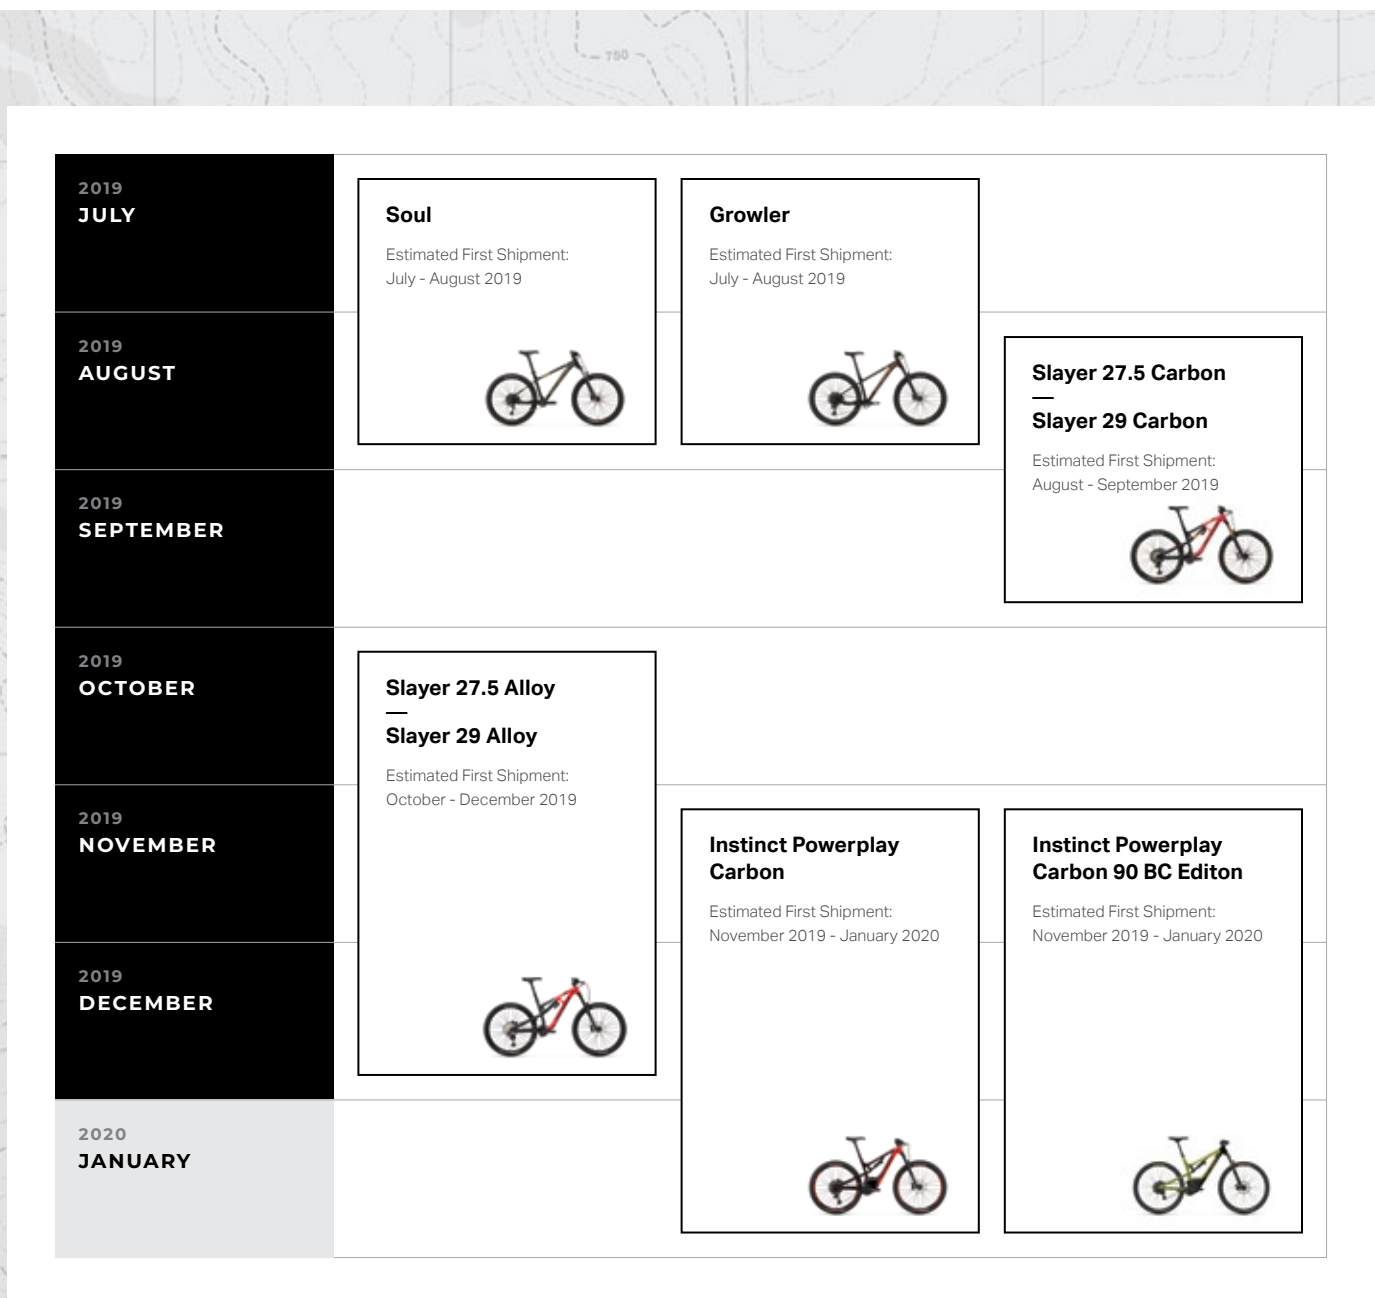 750
2019
JULY
Soul
Estimated First Shipment:
July - August 2019
Growler
Estimated First Shipment:
July - August 2019
2019
AUGUST
Slayer 27.5 Carbon
—
Slayer 29 Carbon
Estimated First Shipment:
August - September 2019
2019
SEPTEMBER
2019
OCTOBER
Slayer 27.5 Alloy
—
Slayer 29 Alloy
Estimated First Shipment:
October - December 2019
2019
NOVEMBER
Instinct Powerplay
Carbon
Estimated First Shipment:
November 2019 - January 2020
Instinct Powerplay
Carbon 90 BC Editon
Estimated First Shipment:
November 2019 - January 2020
2019
DECEMBER
2020
JANUARY